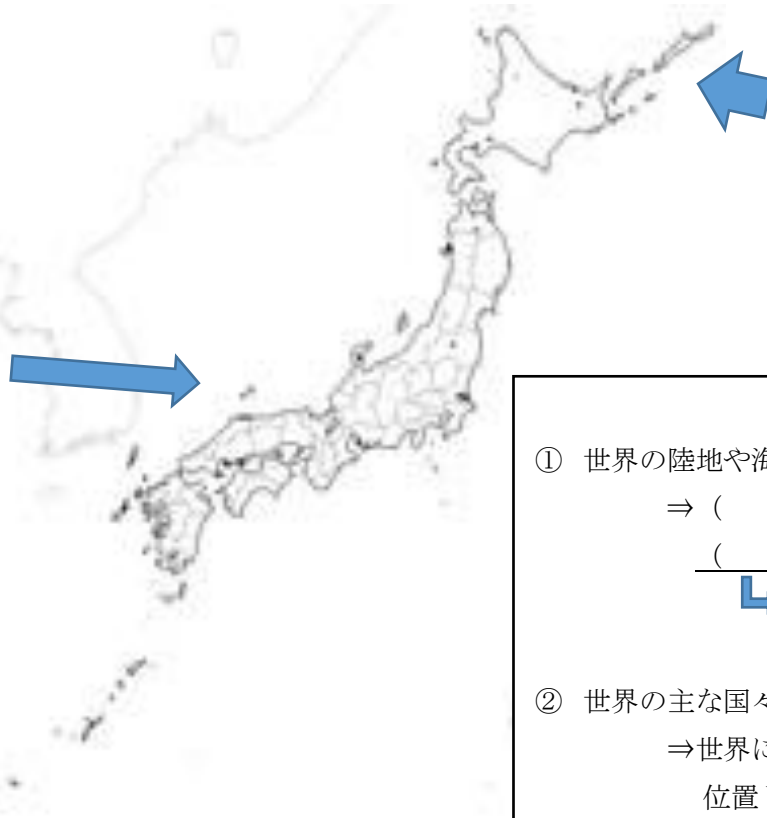 ① 世界の陸地や海
⇒（
（
② 世界の主な国々
⇒世界に
位置